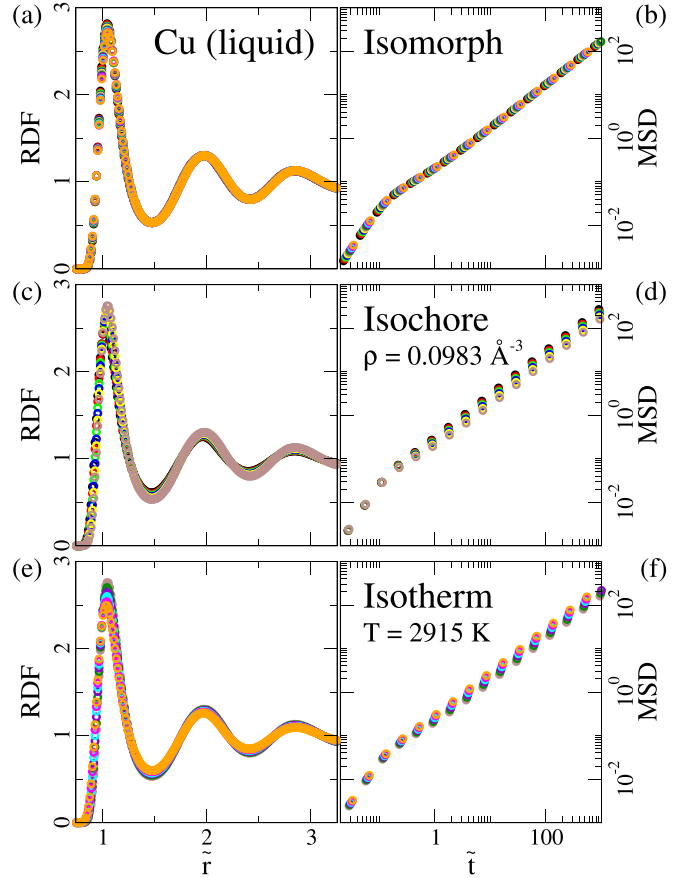 (a)
3
2
1
0
RDF
Cu (liquid)
Isomorph
(b)
10²
10⁰
10⁻²
MSD
(c)
3
2
1
0
RDF
Isochore
ρ = 0.0983 Å⁻³
(d)
10²
10⁰
10⁻²
MSD
(e)
3
2
1
0
RDF
Isotherm
T = 2915 K
(f)
10²
10⁰
10⁻²
MSD
1
2
3
r̃
1
100
t̃